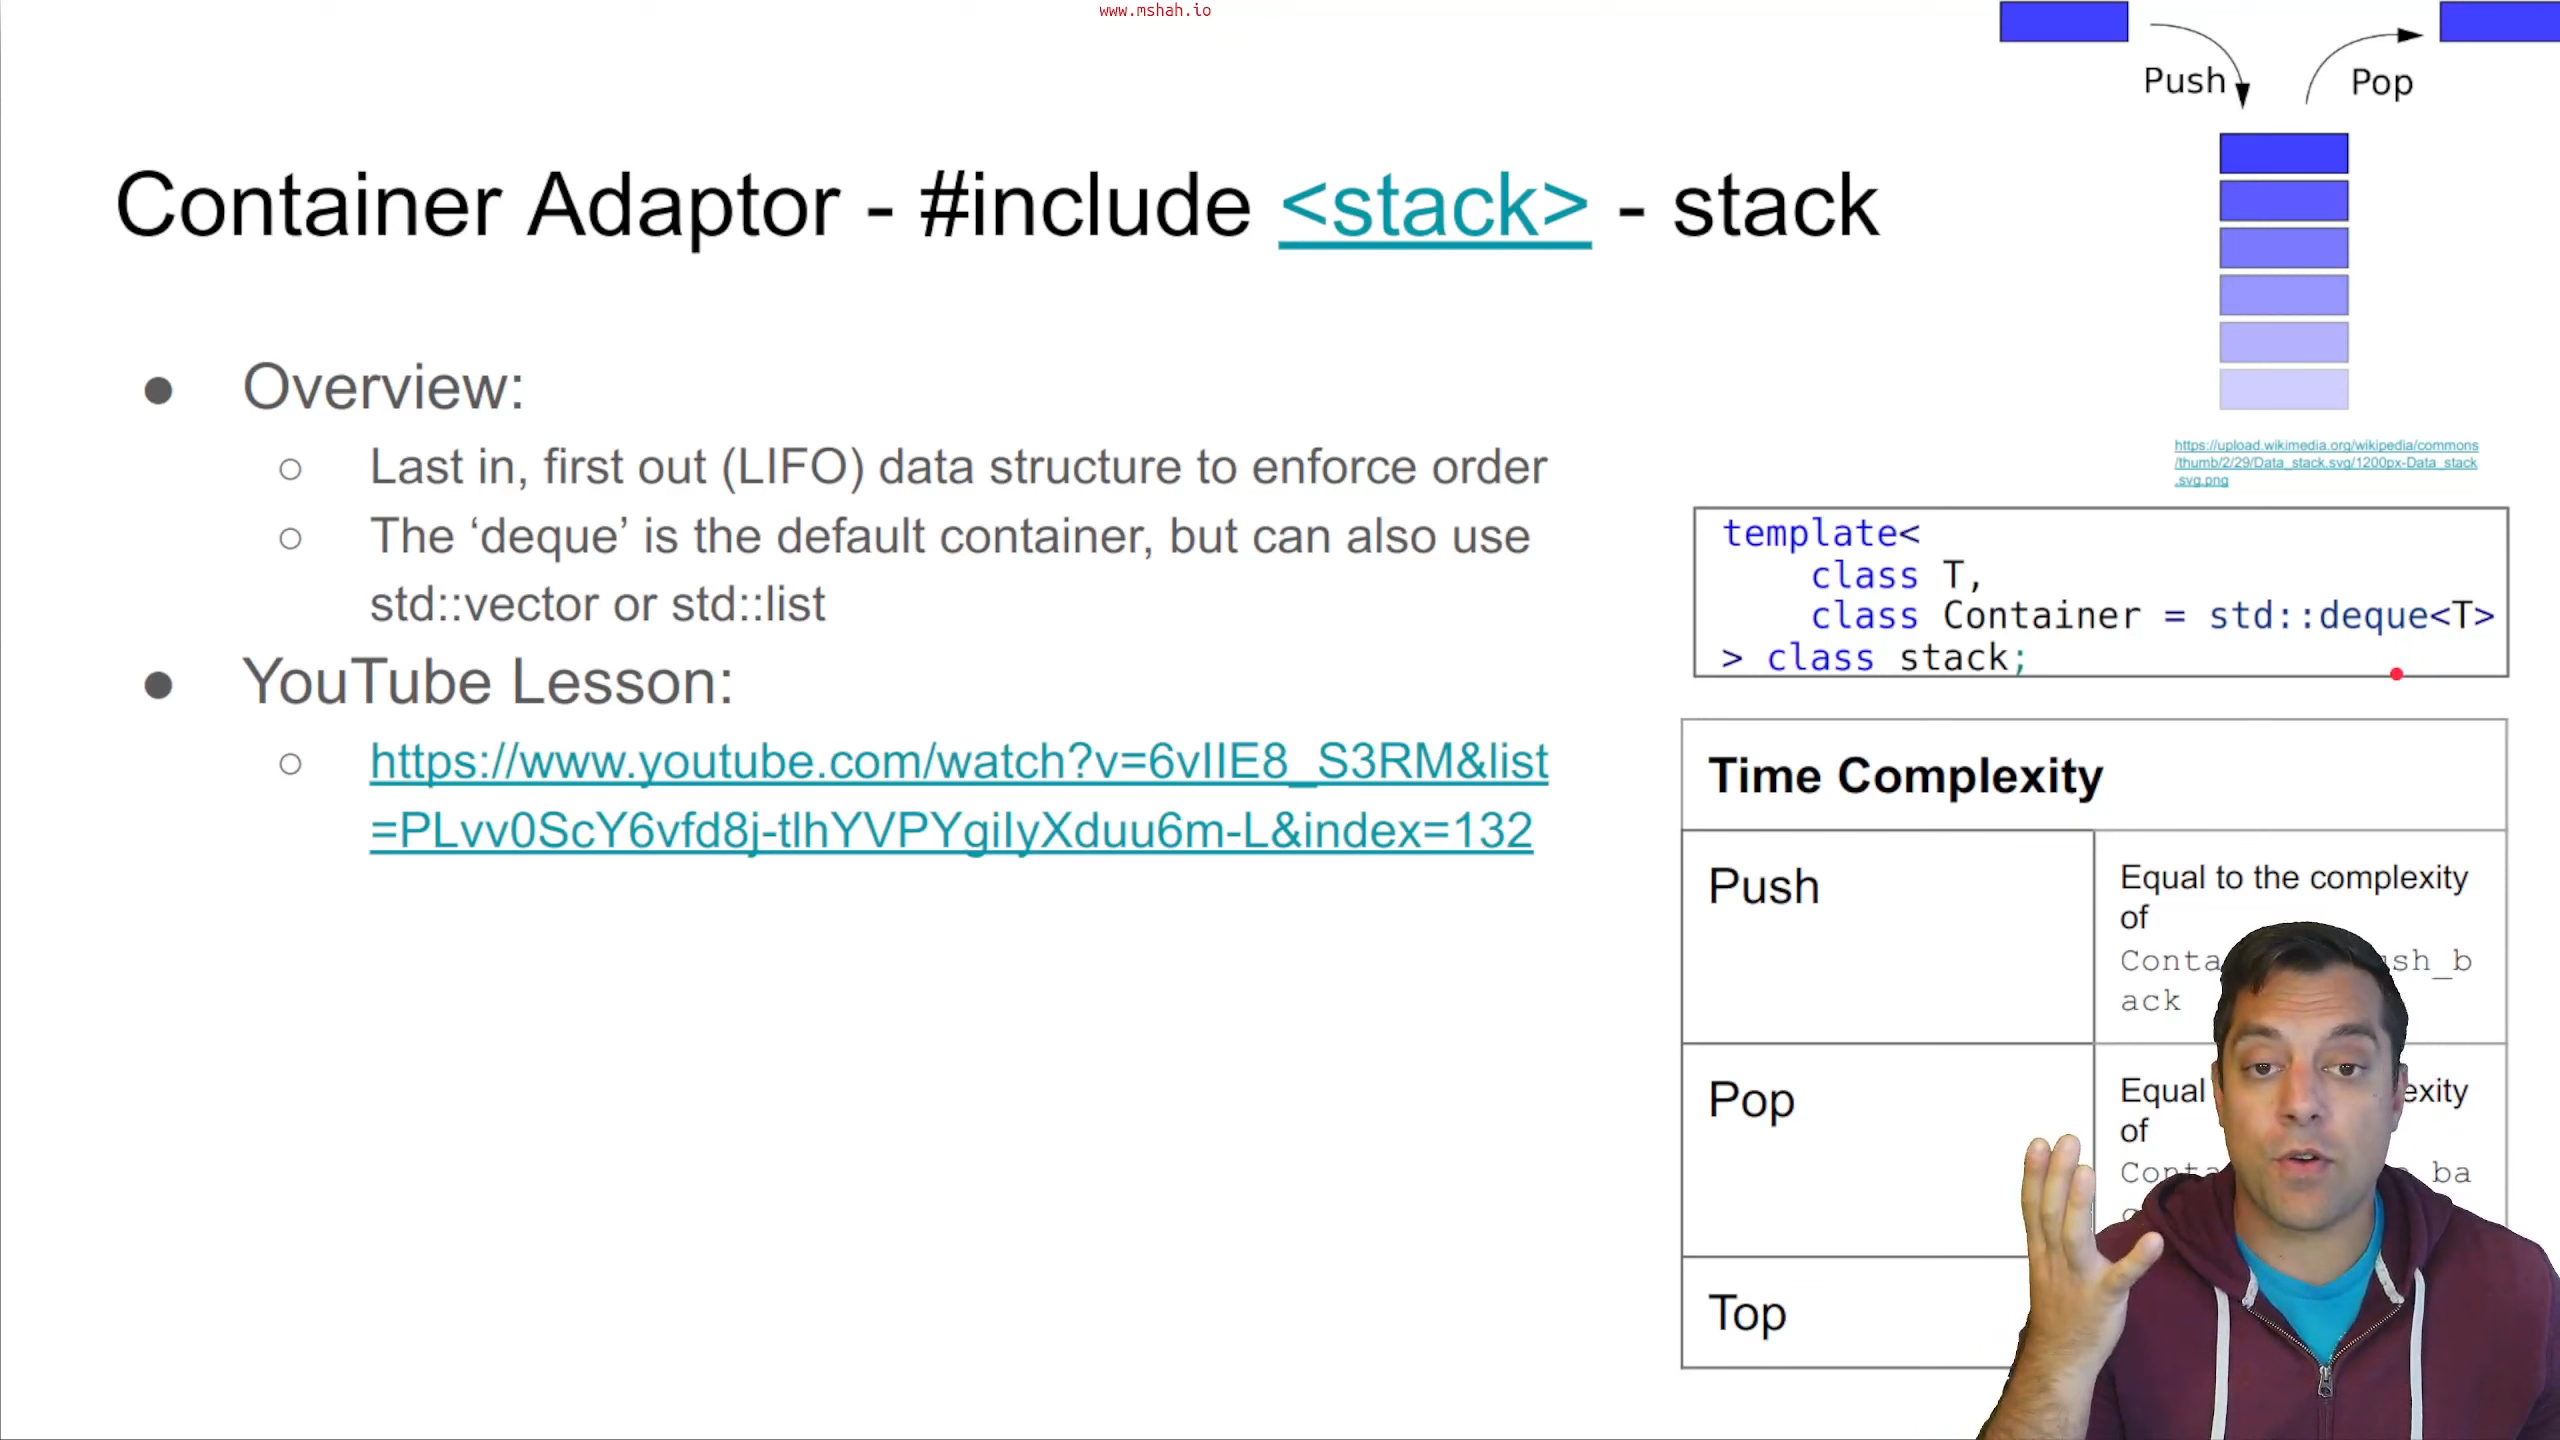 www.mshah.io
Push
Pop
Container Adaptor - #include <stack> - stack
● Overview:
○ Last in, first out (LIFO) data structure to enforce order
○ The ‘deque’ is the default container, but can also use
std::vector or std::list
● YouTube Lesson:
○ https://www.youtube.com/watch?v=6vIIE8_S3RM&list
=PLvv0ScY6vfd8j-tlhYVPYgiIyXduu6m-L&index=132
https://upload.wikimedia.org/wikipedia/commons
/thumb/2/29/Data_stack.svg/1200px-Data_stack
.svg.png
template<
class T,
class Container = std::deque<T>
> class stack;
Time Complexity
Push
Equal to the complexity
of
ack
Pop
Equal
of
Top